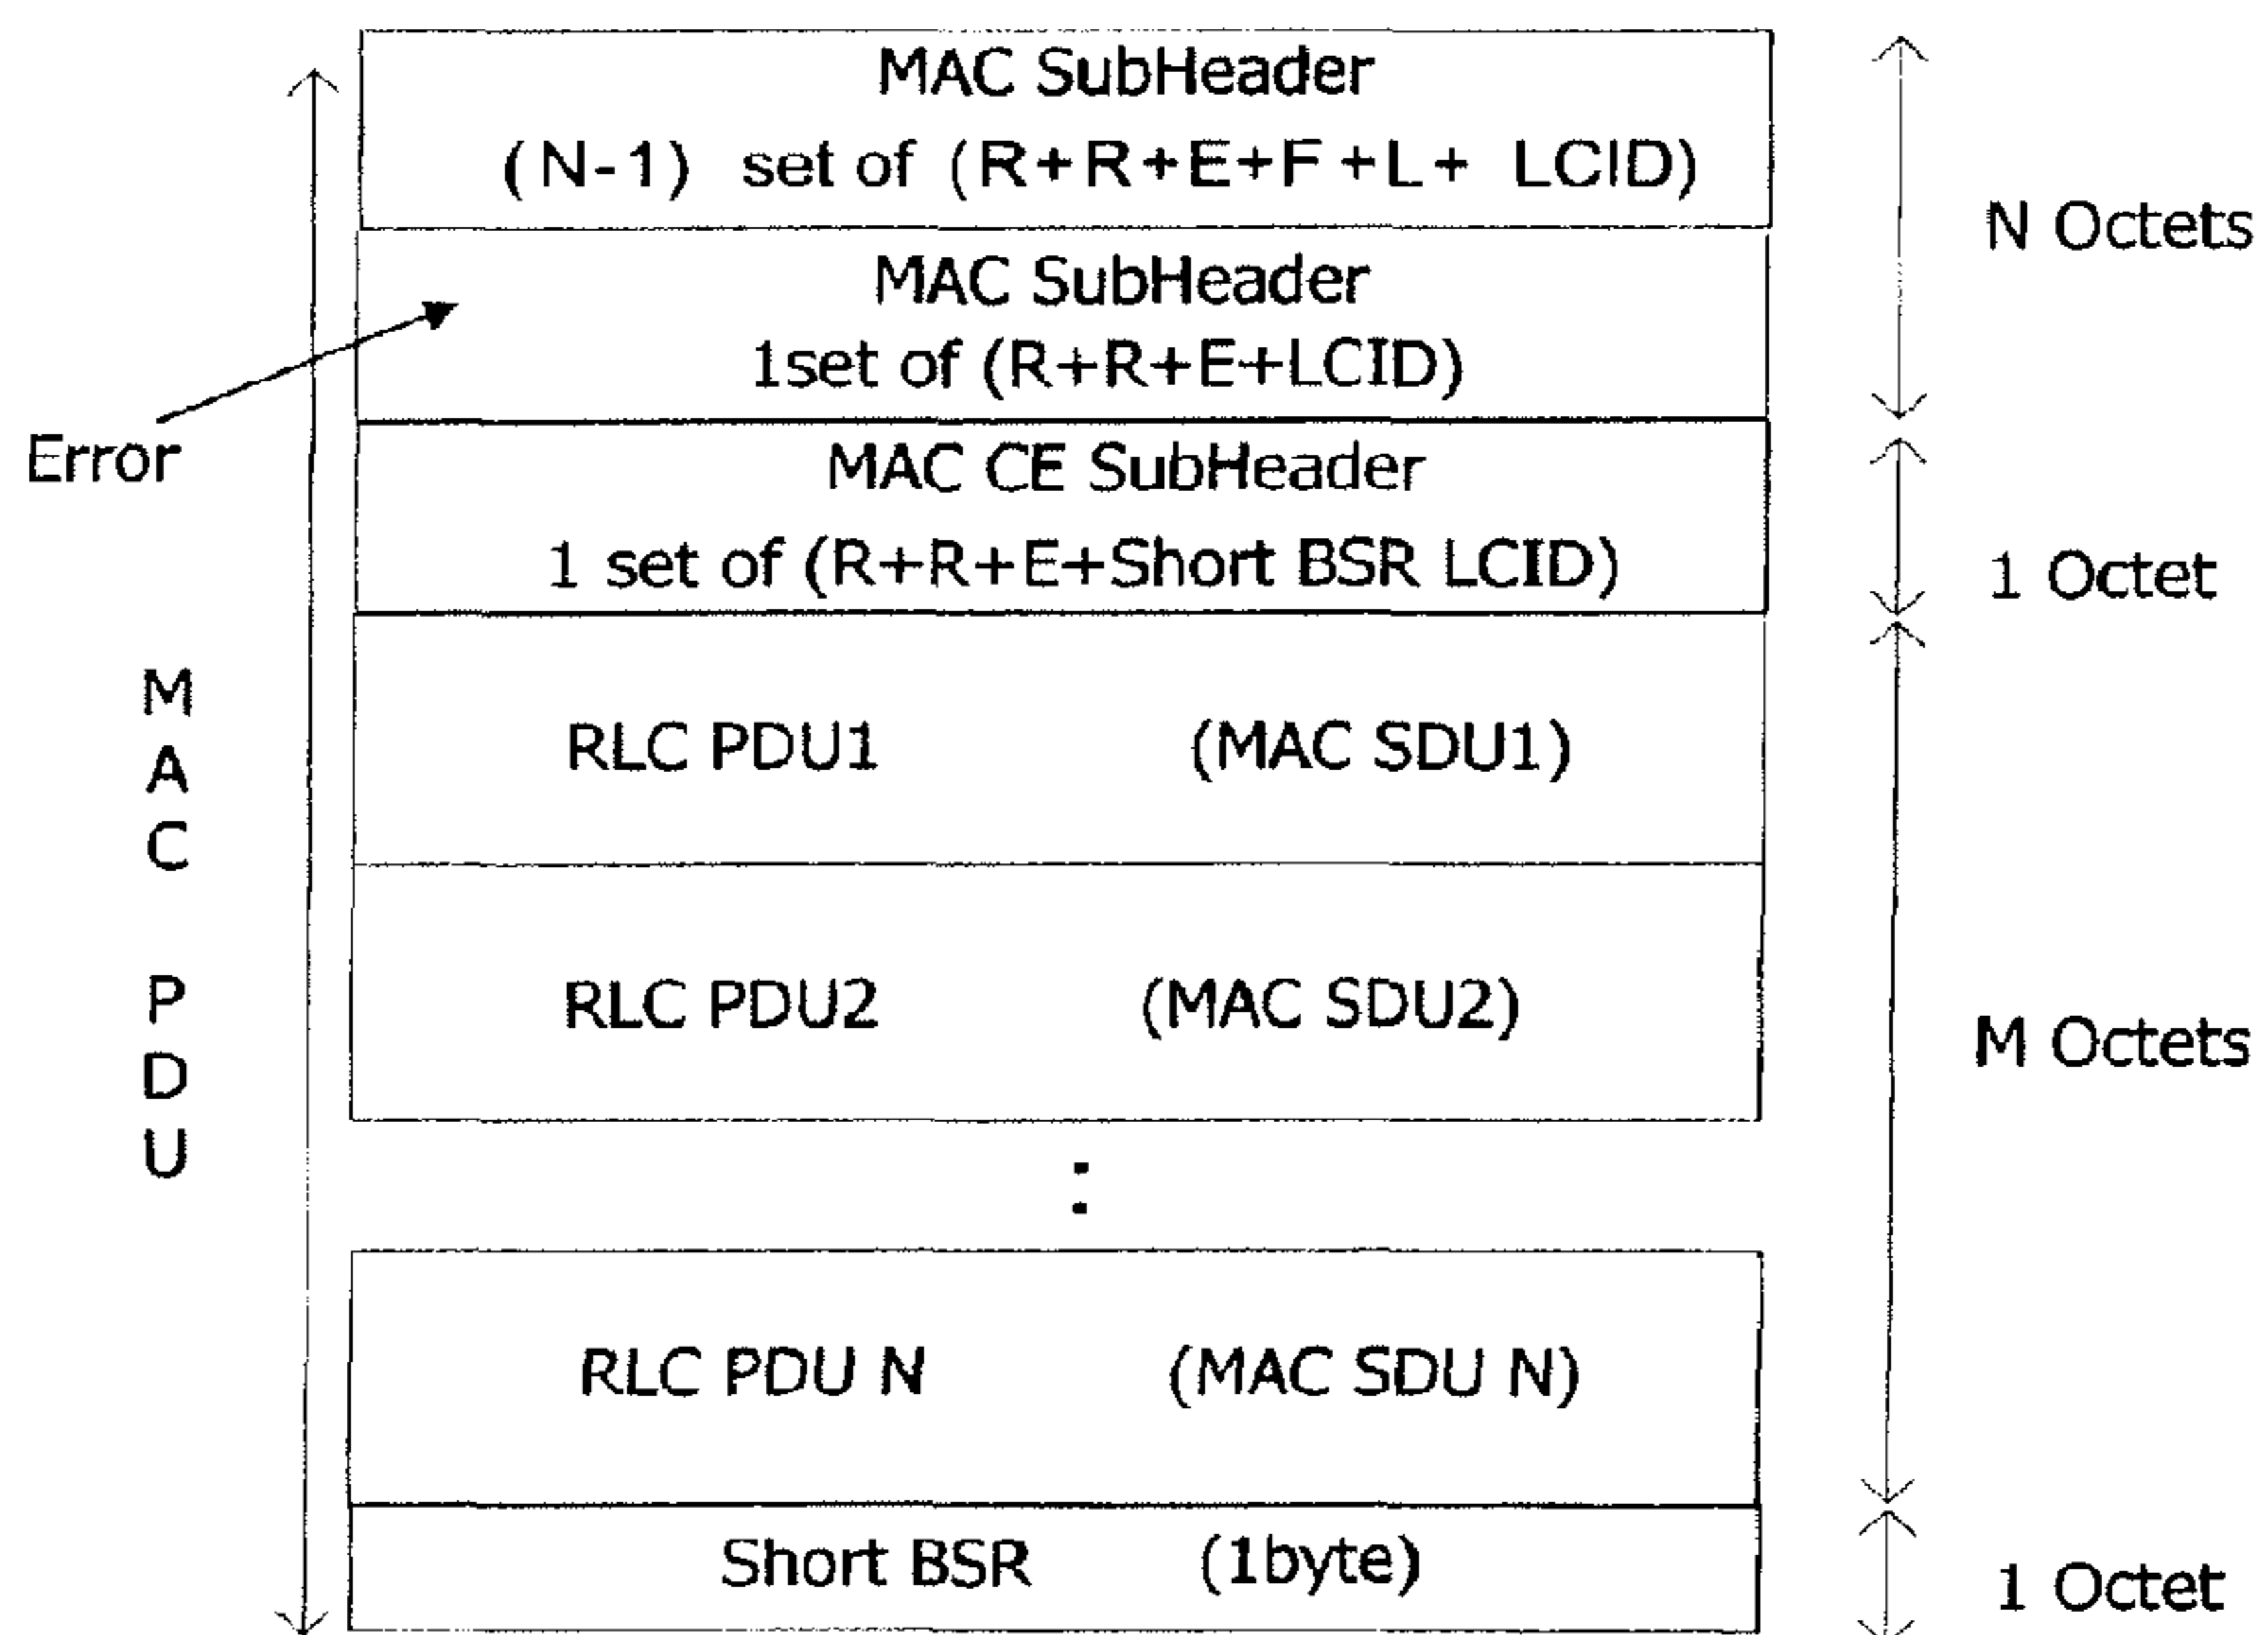 MAC SubHeader
(N-1) set of (R+R+E+F+L+ LCID)
N Octets
MAC SubHeader
1set of (R+R+E+LCID)
Error
MAC CE SubHeader
1 set of (R+R+E+Short BSR LCID)
1 Octet
MAC PDU
RLC PDU1 (MAC SDU1)
RLC PDU2 (MAC SDU2)
M Octets
:
RLC PDU N (MAC SDU N)
Short BSR (1byte)
1 Octet